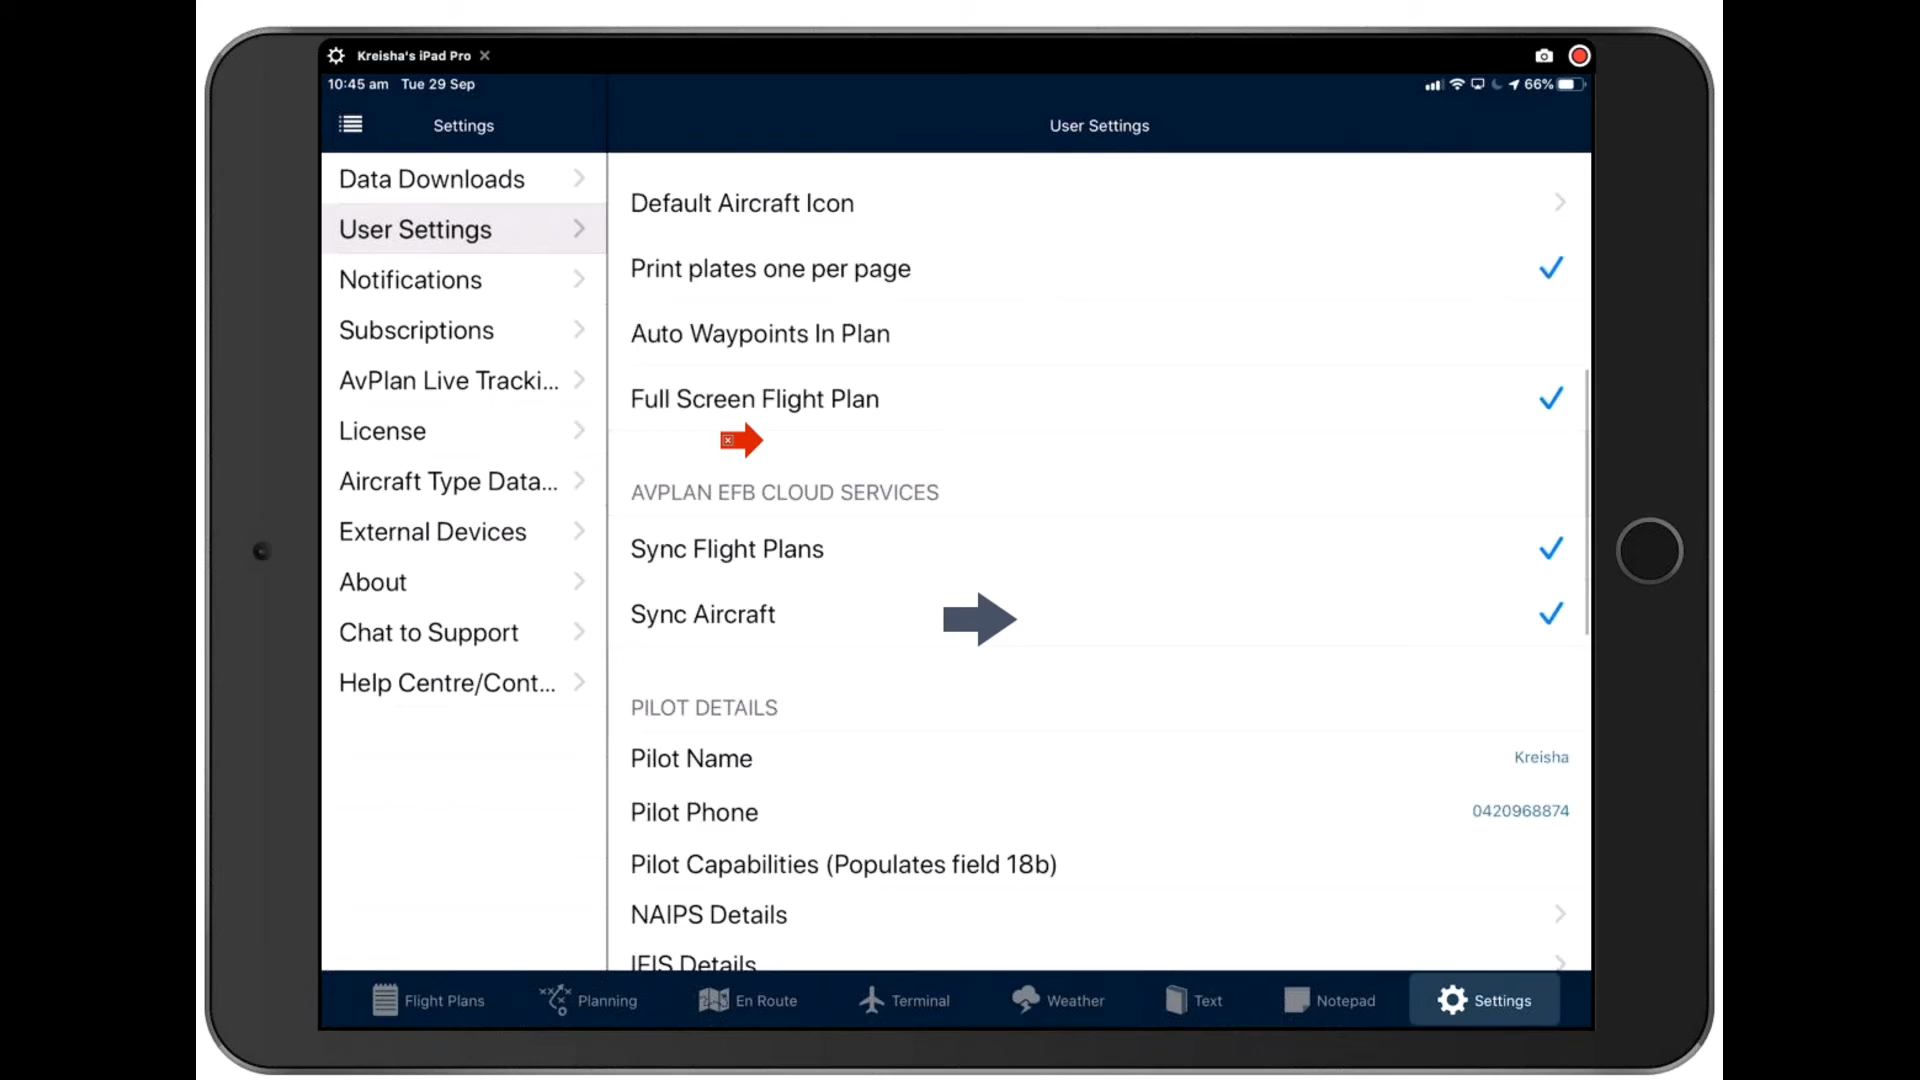 Kreisha's iPad Pro
10:45 am Tue 29 Sep
66%
Settings
User Settings
Data Downloads
User Settings
Notifications
Subscriptions
AvPlan Live Tracki...
License
Aircraft Type Data...
External Devices
About
Chat to Support
Help Centre/Cont...
Default Aircraft Icon
Print plates one per page
Auto Waypoints In Plan
Full Screen Flight Plan
AVPLAN EFB CLOUD SERVICES
Sync Flight Plans
Sync Aircraft
PILOT DETAILS
Pilot Name Kreisha
Pilot Phone 0420968874
Pilot Capabilities (Populates field 18b)
NAIPS Details
IFIS Details
Flight Plans Planning En Route Terminal Weather Text Notepad Settings